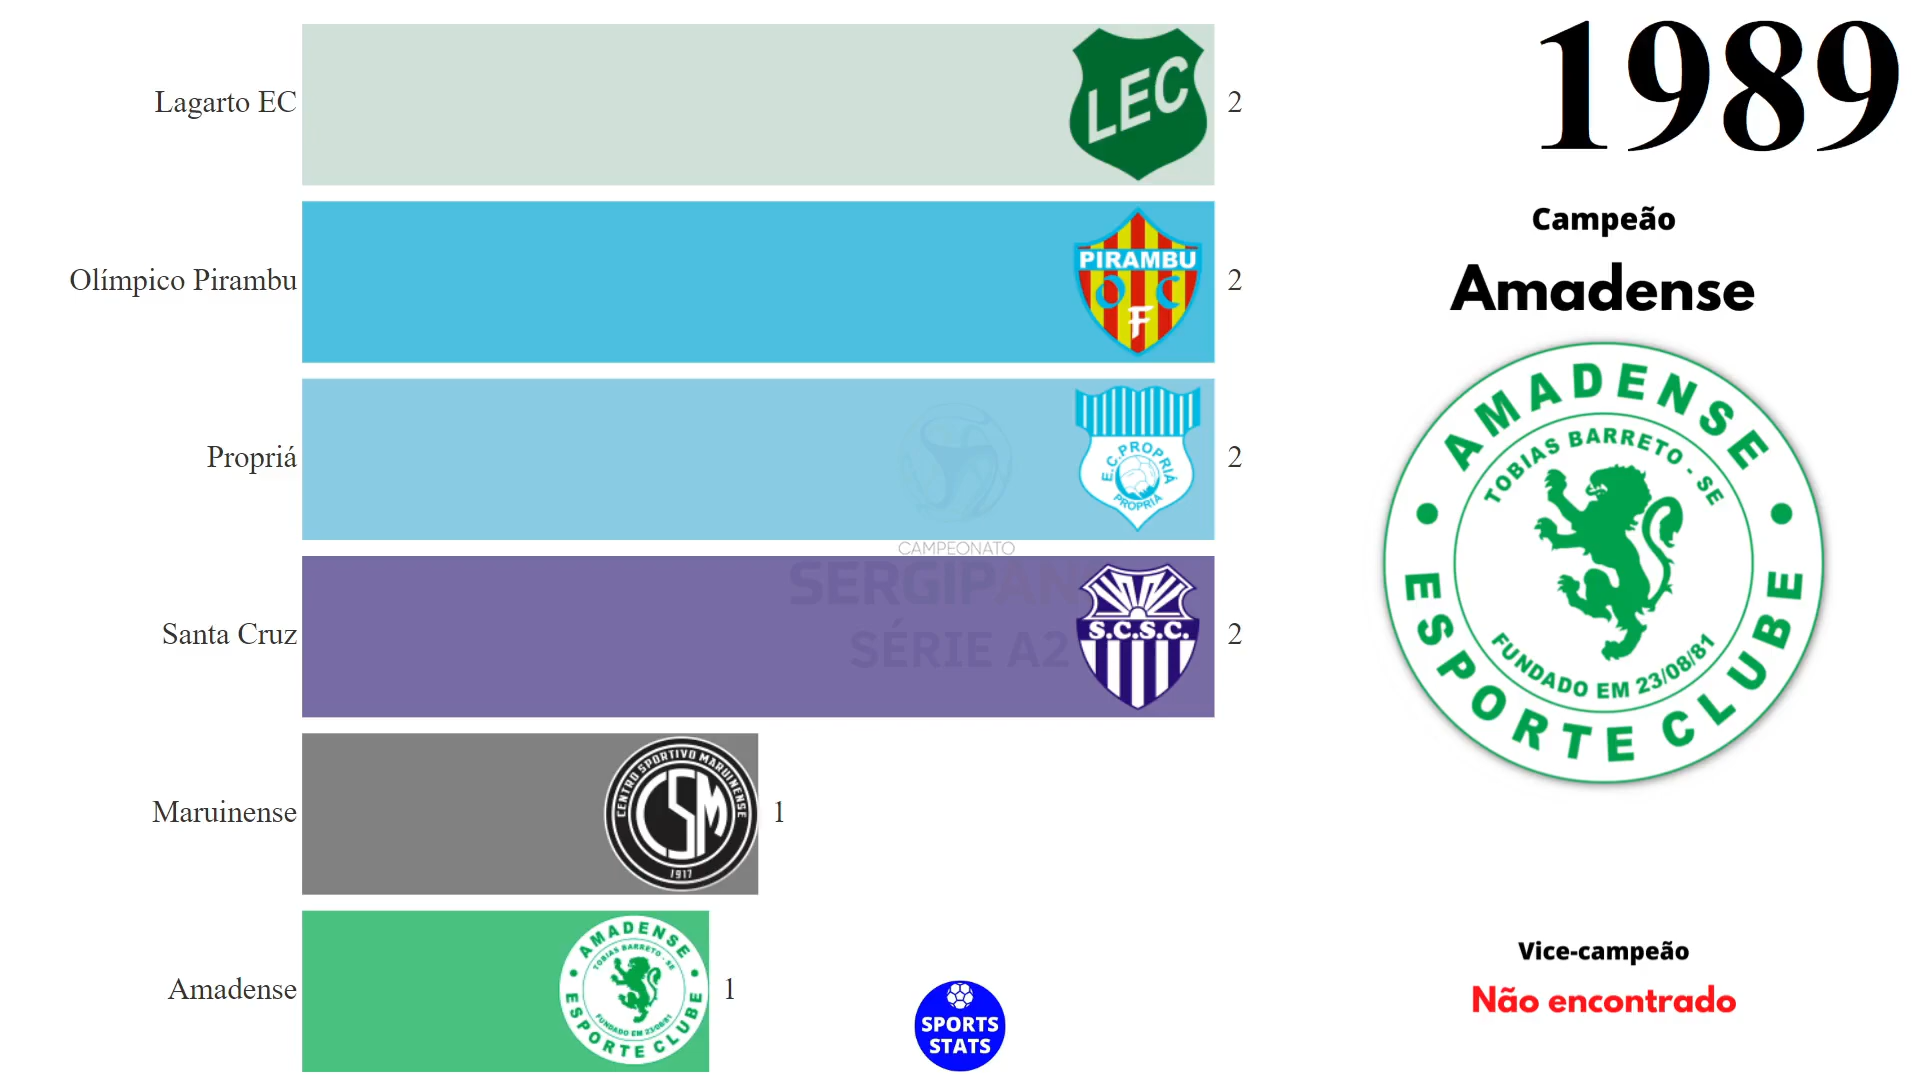 1989
Campeão
Amadense
AMADENSE
TOBIAS BARRETO - SE
FUNDADO EM 23/08/81
ESPORTE CLUBE
Vice-campeão
Não encontrado
Lagarto EC
LEC
2
Olímpico Pirambu
PIRAMBU
O C
F
2
Propriá
E.C. PROPRIÁ
PROPRIÁ
2
CAMPEONATO
SERGIPAN
SÉRIE A2
Santa Cruz
S.C.S.C.
2
Maruinense
CENTRO SPORTIVO MARUINENSE
CSM
1917
1
Amadense
AMADENSE
TOBIAS BARRETO - SE
FUNDADO EM 23/08/81
ESPORTE CLUBE
1
SPORTS
STATS